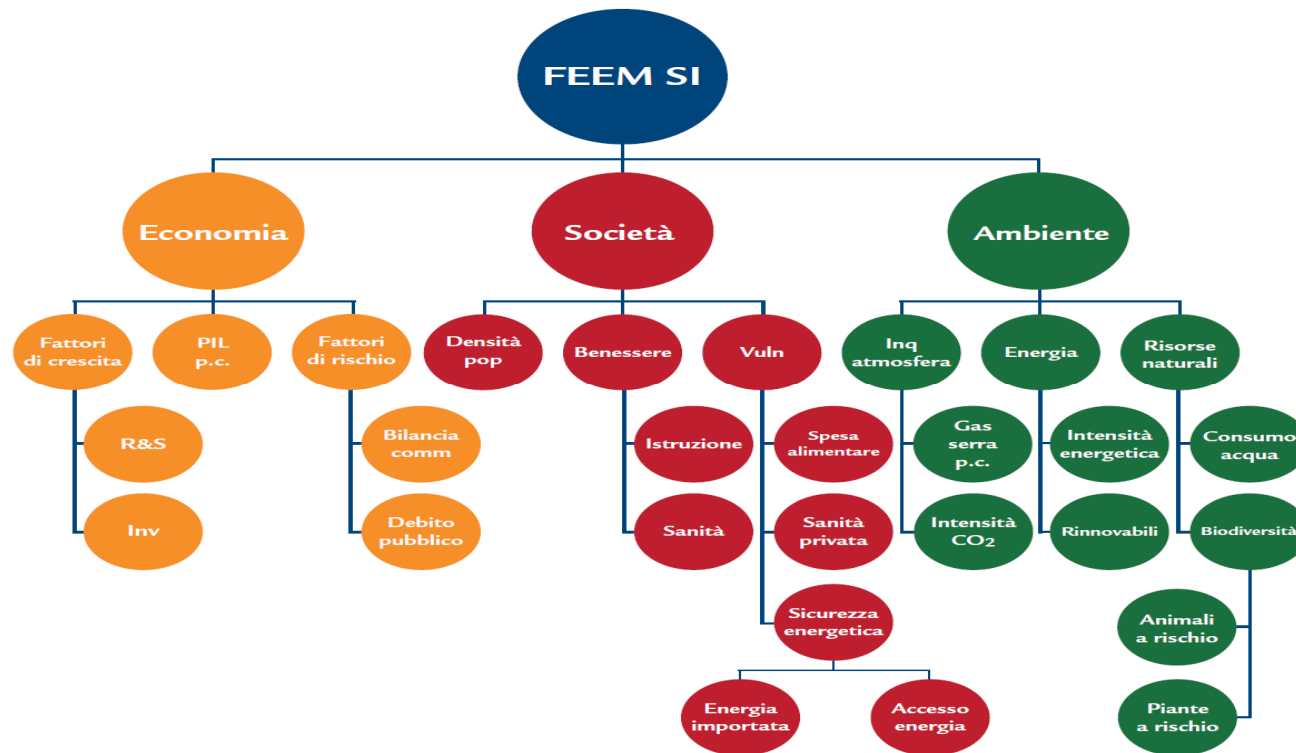 FEEM SI
Economia
Società
Ambiente
Fattori
di crescita
PIL
p.c.
Fattori
di rischio
Densità
pop
Benessere
Vuln
Inq
atmosfera
Energia
Risorse
naturali
R&S
Bilancia
comm
Istruzione
Spesa
alimentare
Gas
serra
p.c.
Intensità
energetica
Consumo
acqua
Inv
Debito
pubblico
Sanità
Sanità
privata
Intensità
CO2
Rinnovabili
Biodiversità
Sicurezza
energetica
Animali
a rischio
Energia
importata
Accesso
energia
Piante
a rischio